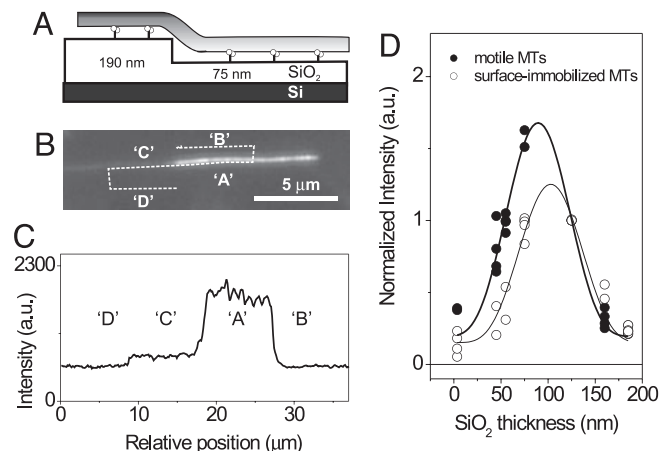 A
190 nm
75 nm
SiO2
Si
B
'B'
'C'
'A'
'D'
5 μm
C
2300
0
Intensity (a.u.)
'D'
'C'
'A'
'B'
0
10
20
30
Relative position (μm)
D
motile MTs
surface-immobilized MTs
2
1
0
Normalized Intensity (a.u.)
0
50
100
150
200
SiO2 thickness (nm)